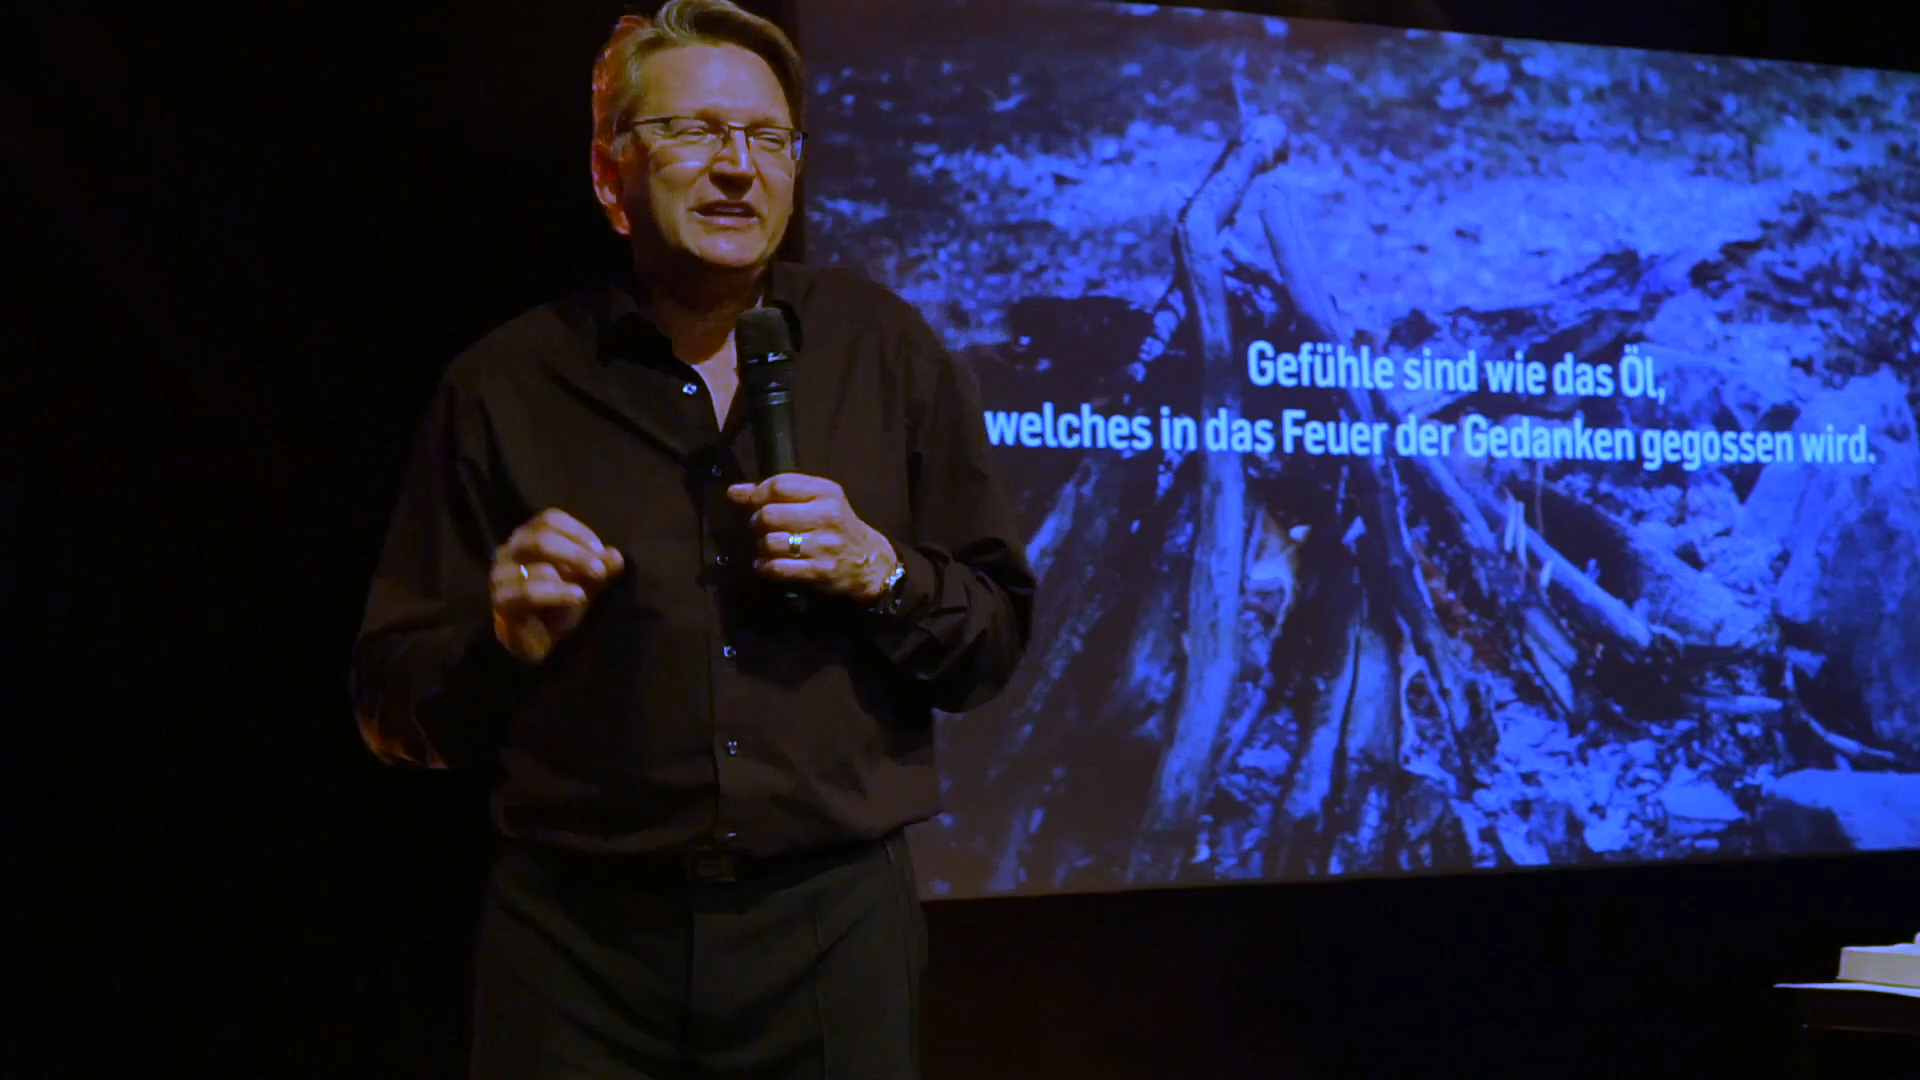 Gefühle sind wie das Öl,
welches in das Feuer der Gedanken gegossen wird.